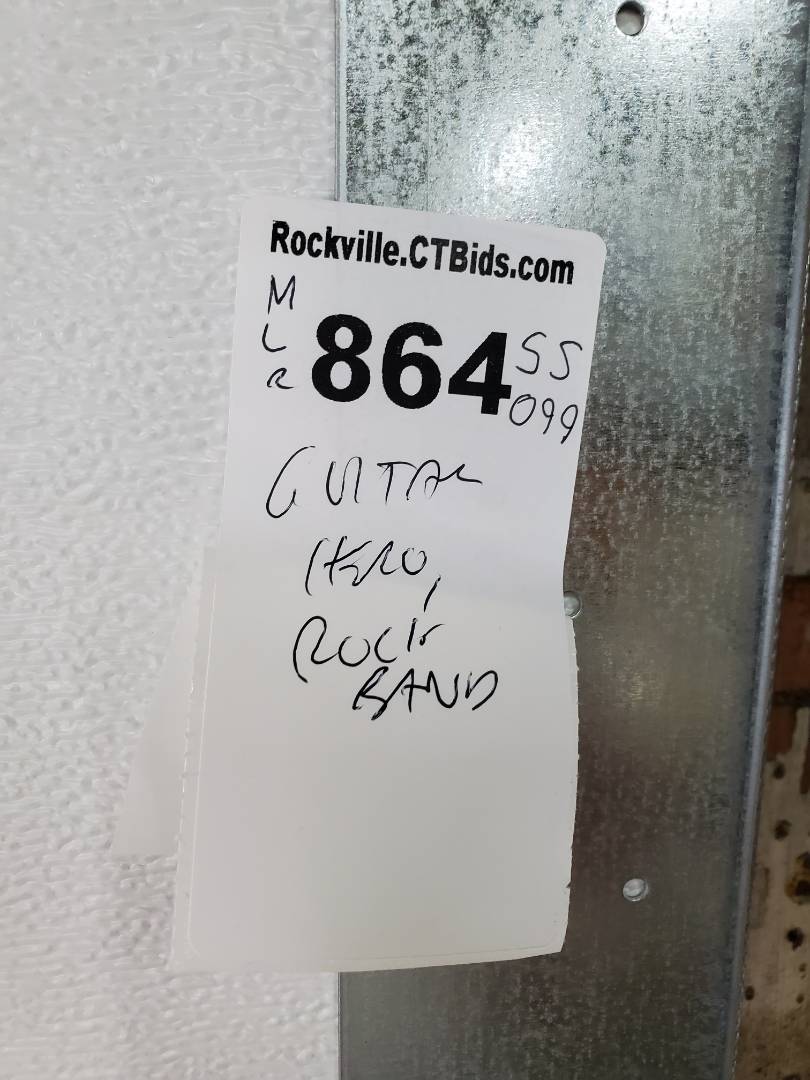 Rockville.CTBids.com
M
L
R
864
SS
099
GUITAR
HERO,
ROCK
BAND